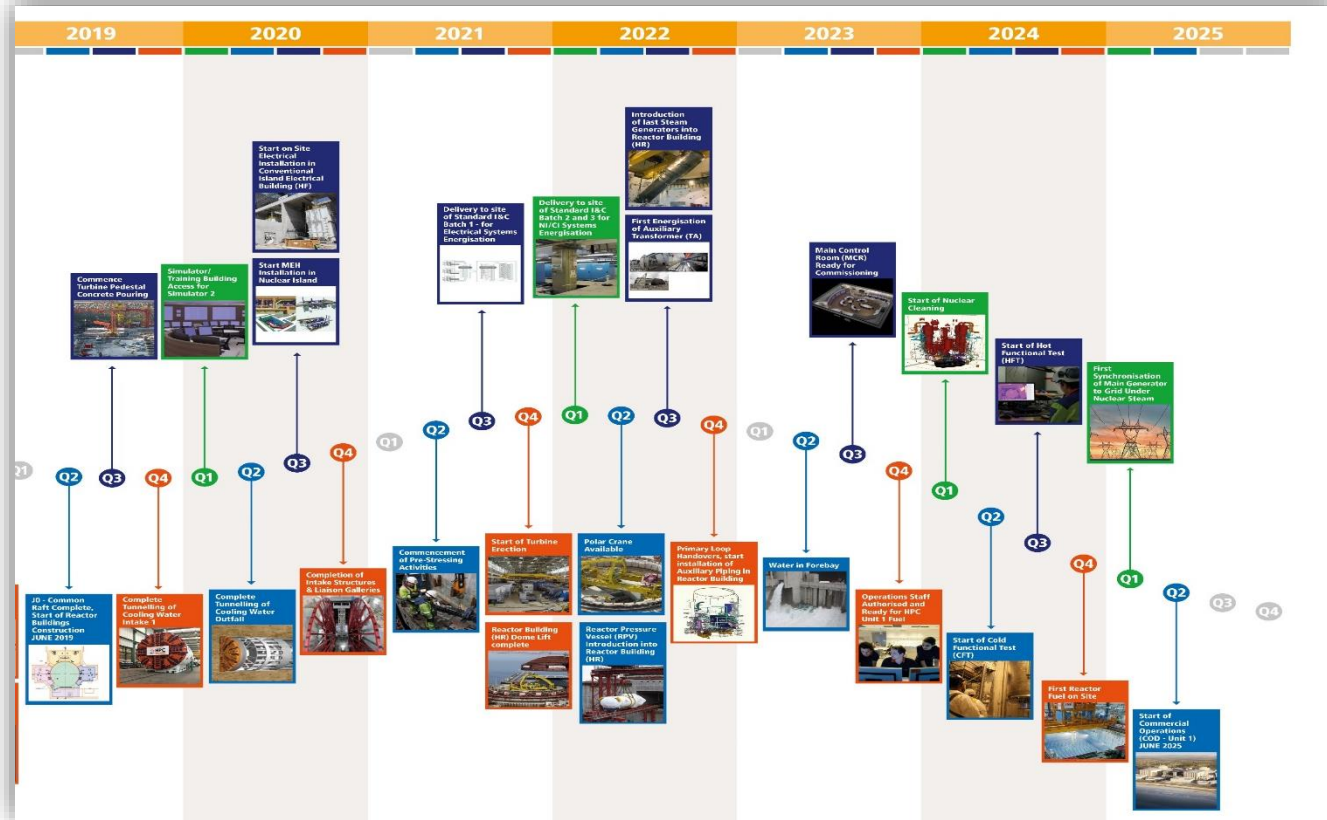 2019
2020
2021
2022
2023
2024
2025
Introduction
of last Steam
Generators into
Reactor Building
(HR)
Start on Site
Electrical
Installation in
Conventional
Island Electrical
Building (HF)
Delivery to site
of Standard I&C
Batch 1 - for
Electrical Systems
Energisation
Delivery to site
of Standard I&C
Batch 2 and 3 for
NI/CI Systems
Energisation
First Energisation
of Auxiliary
Transformer (TA)
Main Control
Room (MCR)
Ready for
Commissioning
Commence
Turbine Pedestal
Concrete Pouring
Simulator/
Training Building
Access for
Simulator 2
Start MEH
Installation in
Nuclear Island
Start of Nuclear
Cleaning
Start of Hot
Functional Test
(HFT)
First
Synchronisation
of Main Generator
to Grid Under
Nuclear Steam
Q1
Q2
Q3
Q4
Q1
Q2
Q3
Q4
Q1
Q2
Q3
Q4
Q1
Q2
Q3
Q4
Q1
Q2
Q3
Q4
Q1
Q2
Q3
Q4
Q1
Q2
Q3
Q4
J0 - Common
Raft Complete,
Start of Reactor
Buildings
Construction
JUNE 2019
Complete
Tunnelling of
Cooling Water
Intake 1
HPC
Complete
Tunnelling of
Cooling Water
Outfall
Completion of
Intake Structures
& Liaison Galleries
Commencement
of Pre-Stressing
Activities
Start of Turbine
Erection
Reactor Building
(HR) Dome Lift
complete
Polar Crane
Available
Reactor Pressure
Vessel (RPV)
Introduction into
Reactor Building
(HR)
Primary Loop
Handovers, start
installation of
Auxiliary Piping in
Reactor Building
Water in Forebay
Operations Staff
Authorised and
Ready for HPC
Unit 1 Fuel
Start of Cold
Functional Test
(CFT)
First Reactor
Fuel on Site
Start of
Commercial
Operations
(COD - Unit 1)
JUNE 2025